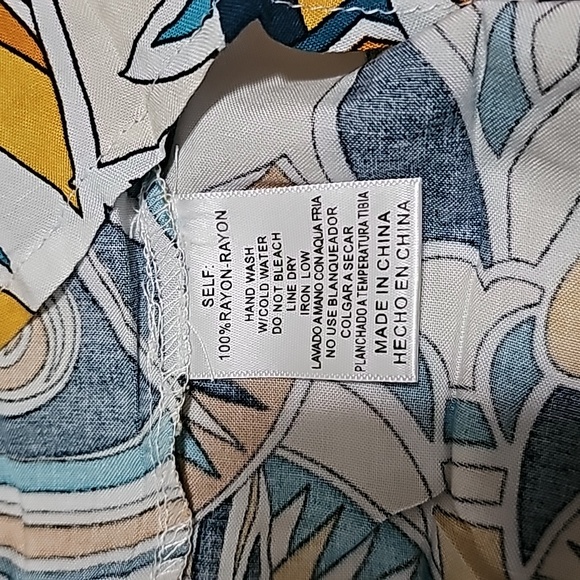 SELF:
100%RAYON-RAYON
HAND WASH
W/COLD WATER
DO NOT BLEACH
LINE DRY
IRON LOW
LAVADO A MANO CON AQUA FRIA
NO USE BLANQUEADOR
COLGAR A SECAR
PLANCHADO A TEMPERATURA TIBIA
MADE IN CHINA
HECHO EN CHINA